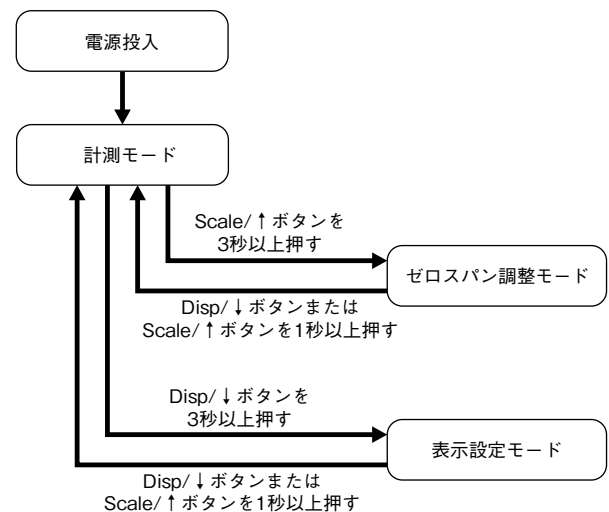 電源投入
計測モード
Scale/↑ボタンを
3秒以上押す
ゼロスパン調整モード
Disp/↓ボタンまたは
Scale/↑ボタンを1秒以上押す
Disp/↓ボタンを
3秒以上押す
表示設定モード
Disp/↓ボタンまたは
Scale/↑ボタンを1秒以上押す